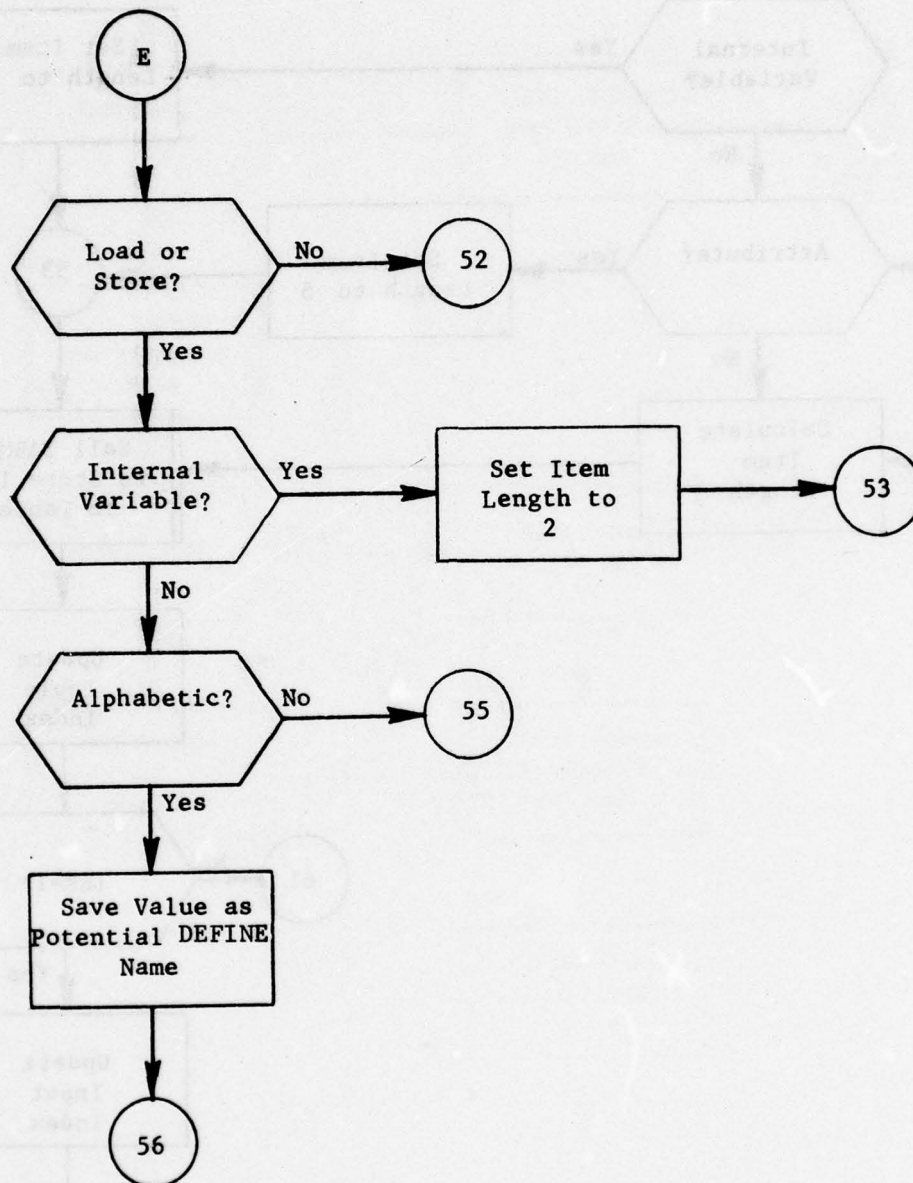 E
Load or
Store?
No
52
Yes
Internal
Variable?
Yes
Set Item
Length to
2
53
No
Alphabetic?
No
55
Yes
Save Value as
Potential DEFINE
Name
56